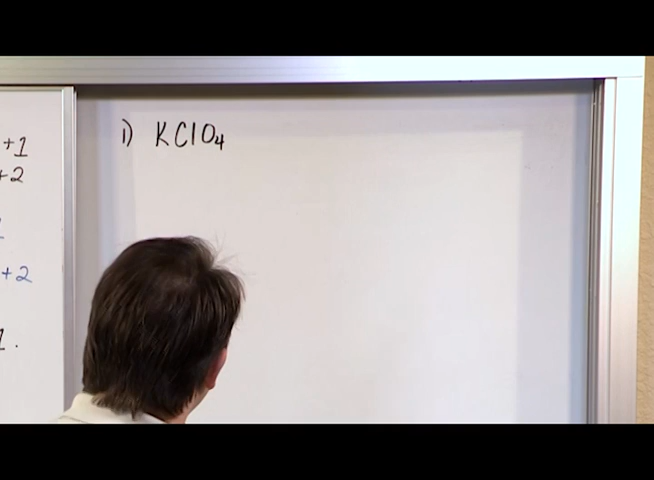 +1
+2
+2
1.
i) KClO₄